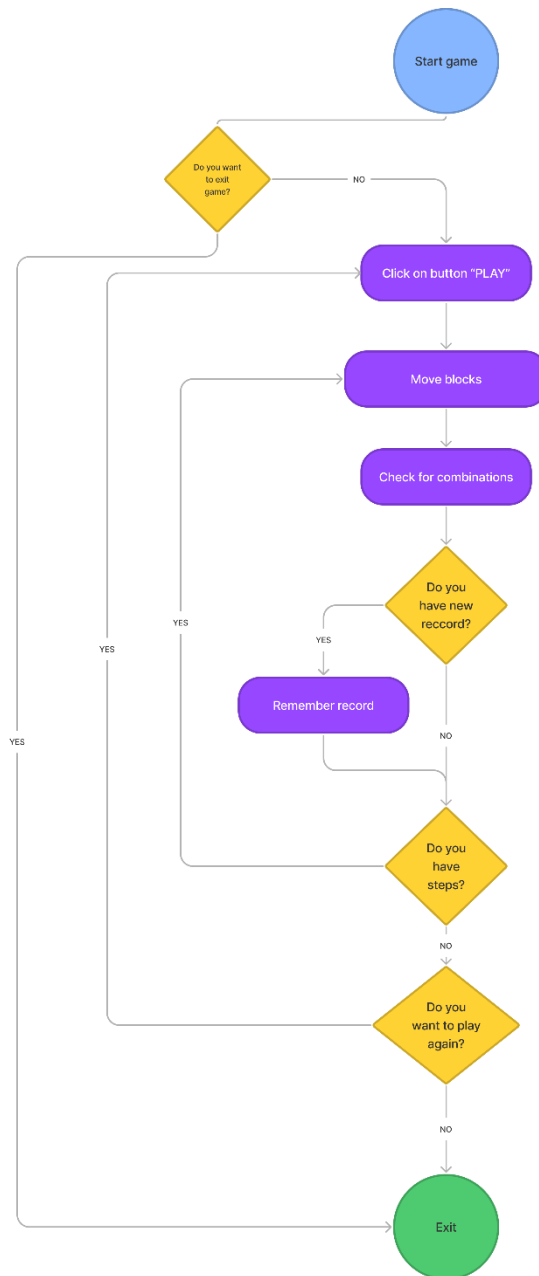 Start game
Do you want
to exit
game?
NO
Click on button “PLAY”
Move blocks
Check for combinations
Do you
have new
reccord?
YES
YES
YES
Remember record
NO
YES
Do you
have
steps?
NO
Do you
want to play
again?
NO
Exit